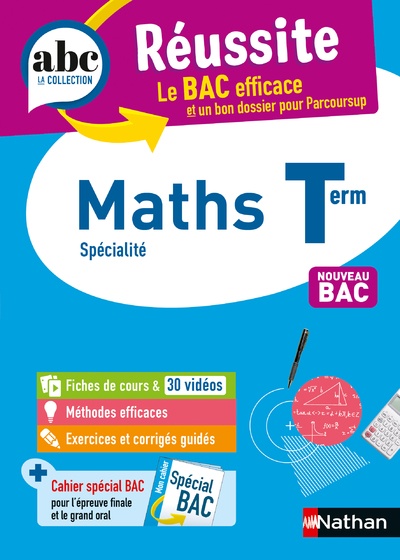 abc
LA COLLECTION
Réussite
Le BAC efficace
et un bon dossier pour Parcoursup
Maths Term
Spécialité
NOUVEAU
BAC
Fiches de cours & 30 vidéos
Méthodes efficaces
Exercices et corrigés guidés
+
Cahier spécial BAC
pour l'épreuve finale
et le grand oral
Mon cahier
Spécial
BAC
Nathan